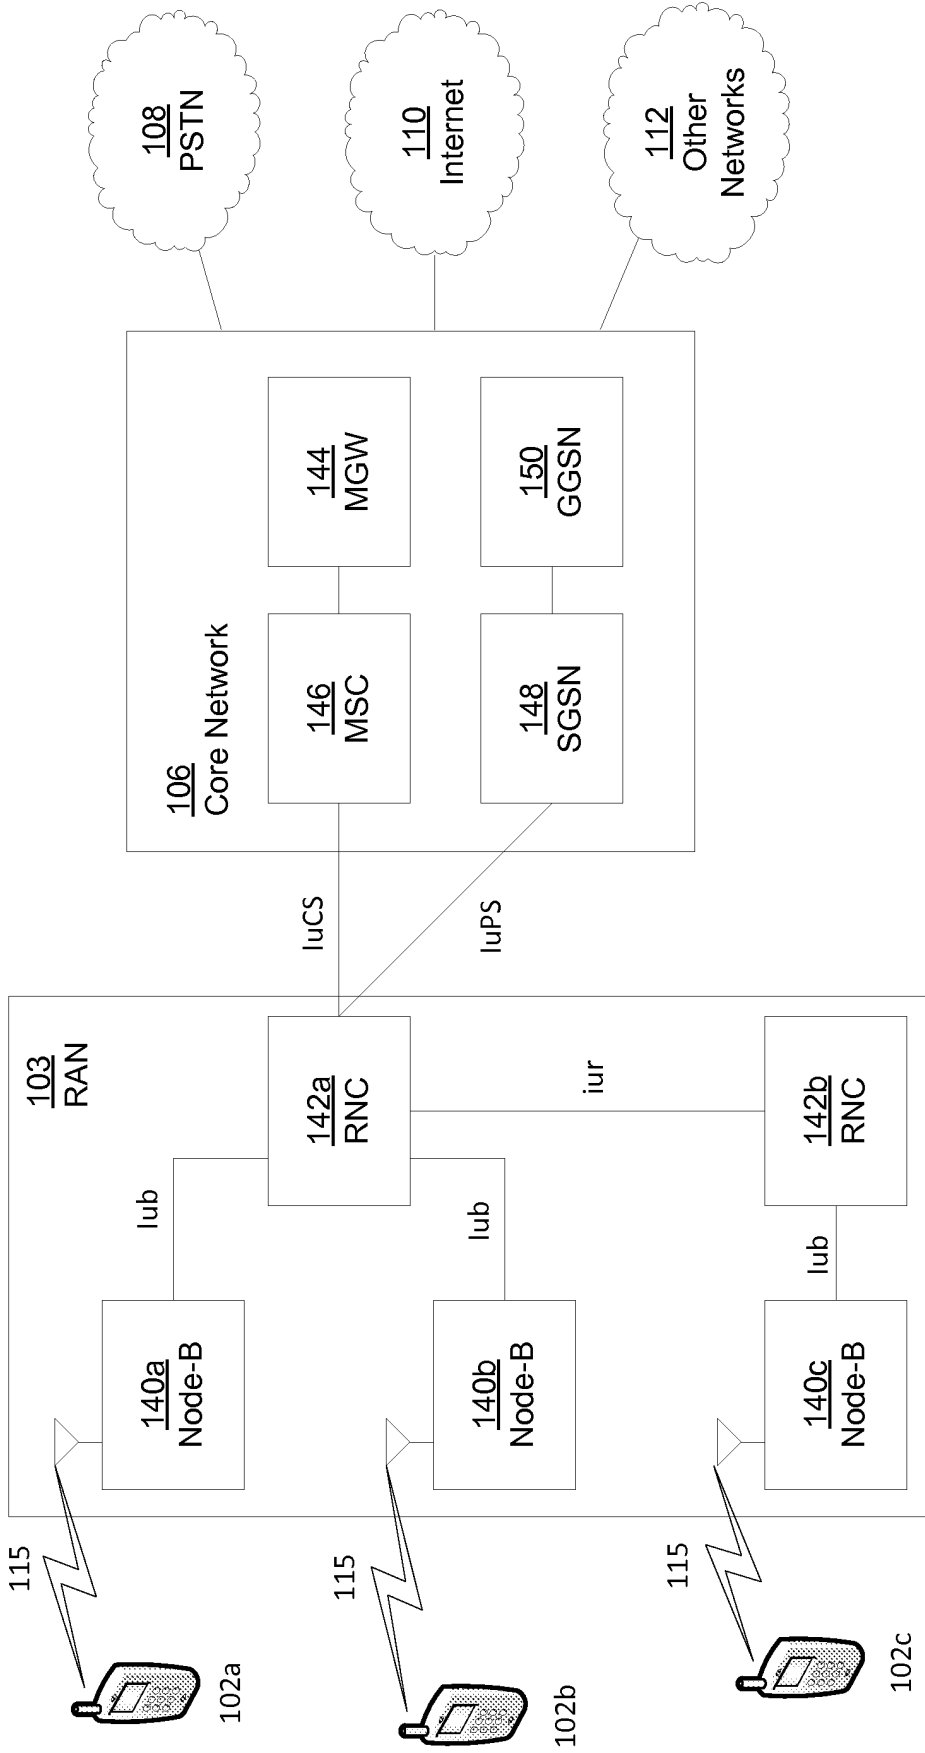 115
102a
103
RAN
140a
Node-B
Iub
115
102b
140b
Node-B
Iub
142a
RNC
iur
115
102c
140c
Node-B
Iub
142b
RNC
IuCS
IuPS
106
Core Network
146
MSC
144
MGW
148
SGSN
150
GGSN
108
PSTN
110
Internet
112
Other
Networks